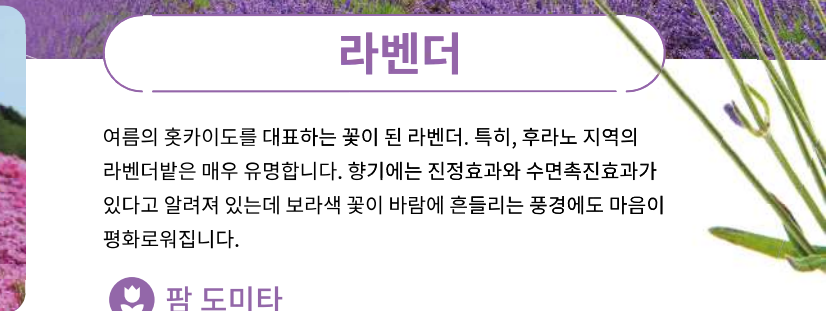 라벤더
여름의 홋카이도를 대표하는 꽃이 된 라벤더. 특히, 후라노 지역의
라벤더밭은 매우 유명합니다. 향기에는 진정효과와 수면촉진효과가
있다고 알려져 있는데 보라색 꽃이 바람에 흔들리는 풍경에도 마음이
평화로워집니다.
팜 도미타